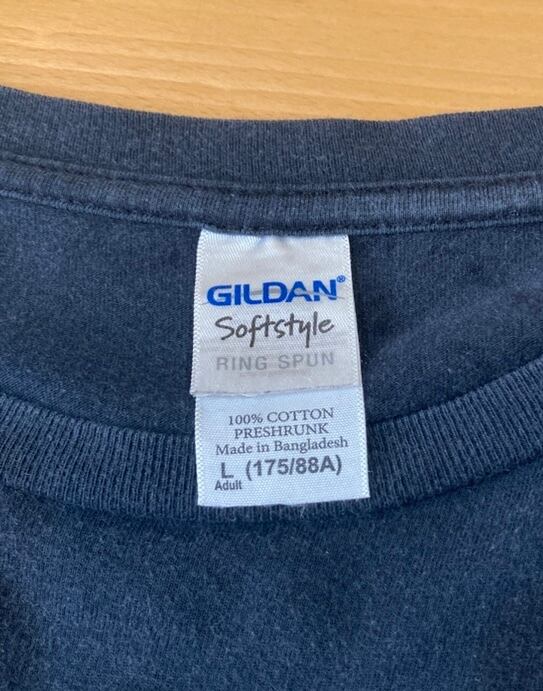 GILDAN®
Softstyle
RING SPUN
100% COTTON
PRESHRUNK
Made in Bangladesh
L (175/88A)
Adult